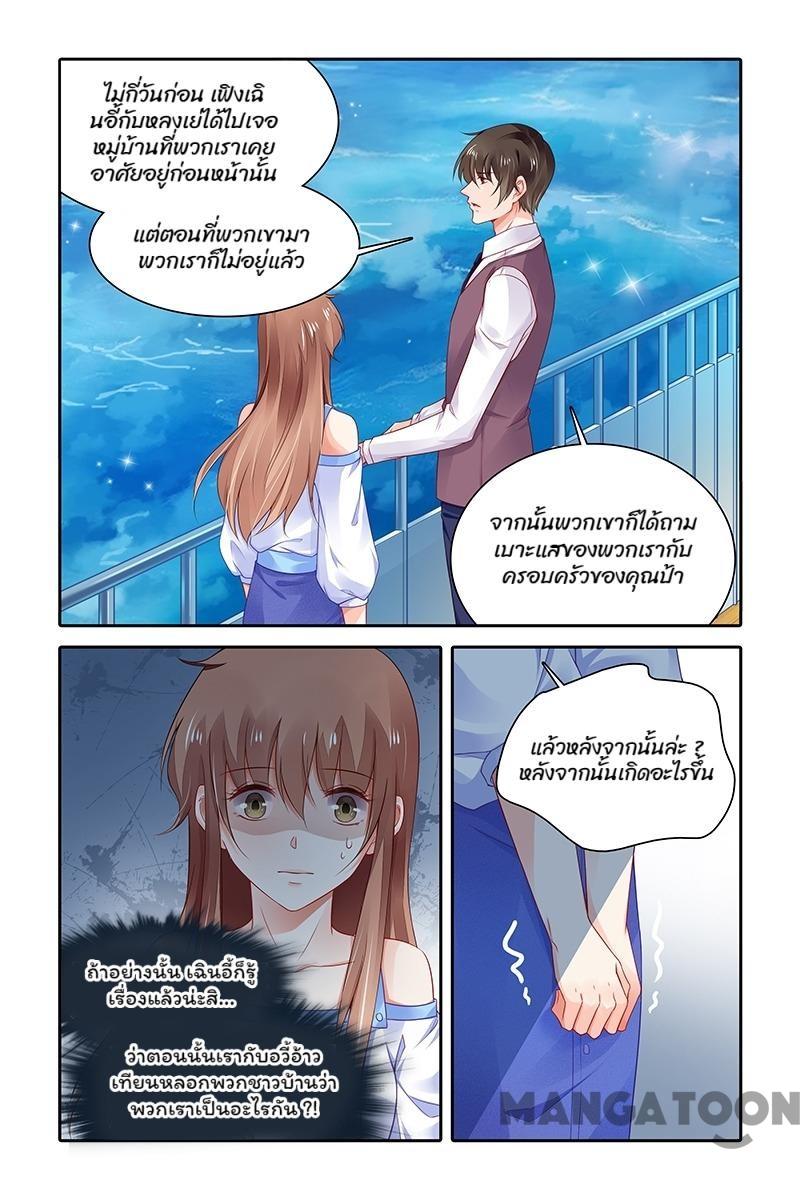 ไม่กี่วันก่อน เฟิงเฉิ
นอี้กับหลงเย่ได้ไปเจอ
หมู่บ้านที่พวกเราเคย
อาศัยอยู่ก่อนหน้านั้น
แต่ตอนที่พวกเขามา
พวกเราก็ไม่อยู่แล้ว
จากนั้นพวกเขาก็ได้ถาม
เบาะแสของพวกเรากับ
ครอบครัวของคุณป้า
แล้วหลังจากนั้นล่ะ ?
หลังจากนั้นเกิดอะไรขึ้น
ถ้าอย่างนั้น เฉินอี้ก็รู้
เรื่องแล้วน่ะสิ...
ว่าตอนนั้นเรากับอวี้อ้าว
เทียนหลอกพวกชาวบ้านว่า
พวกเราเป็นอะไรกัน ?!
MANGATOON